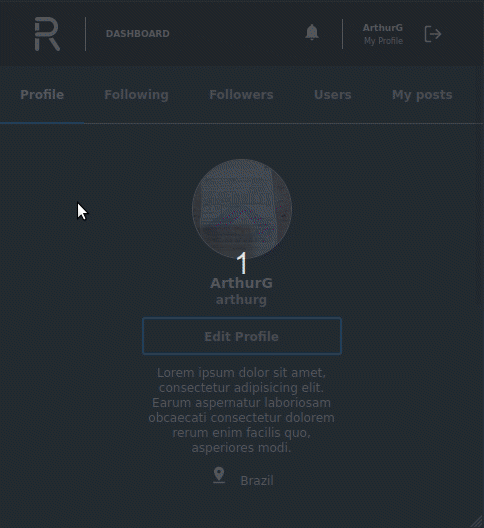 R
DASHBOARD
ArthurG
My Profile
Profile Following Followers Users My posts
1
ArthurG
arthurg
Edit Profile
Lorem ipsum dolor sit amet,
consectetur adipisicing elit.
Earum aspernatur laboriosam
obcaecati consectetur dolorem
rerum enim facilis quo,
asperiores modi.
Brazil